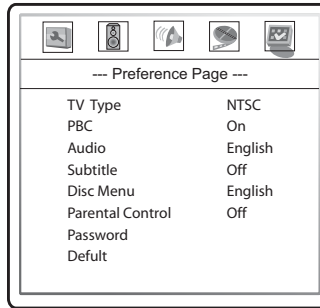 --- Preference Page ---
TV Type NTSC
PBC On
Audio English
Subtitle Off
Disc Menu English
Parental Control Off
Password
Defult